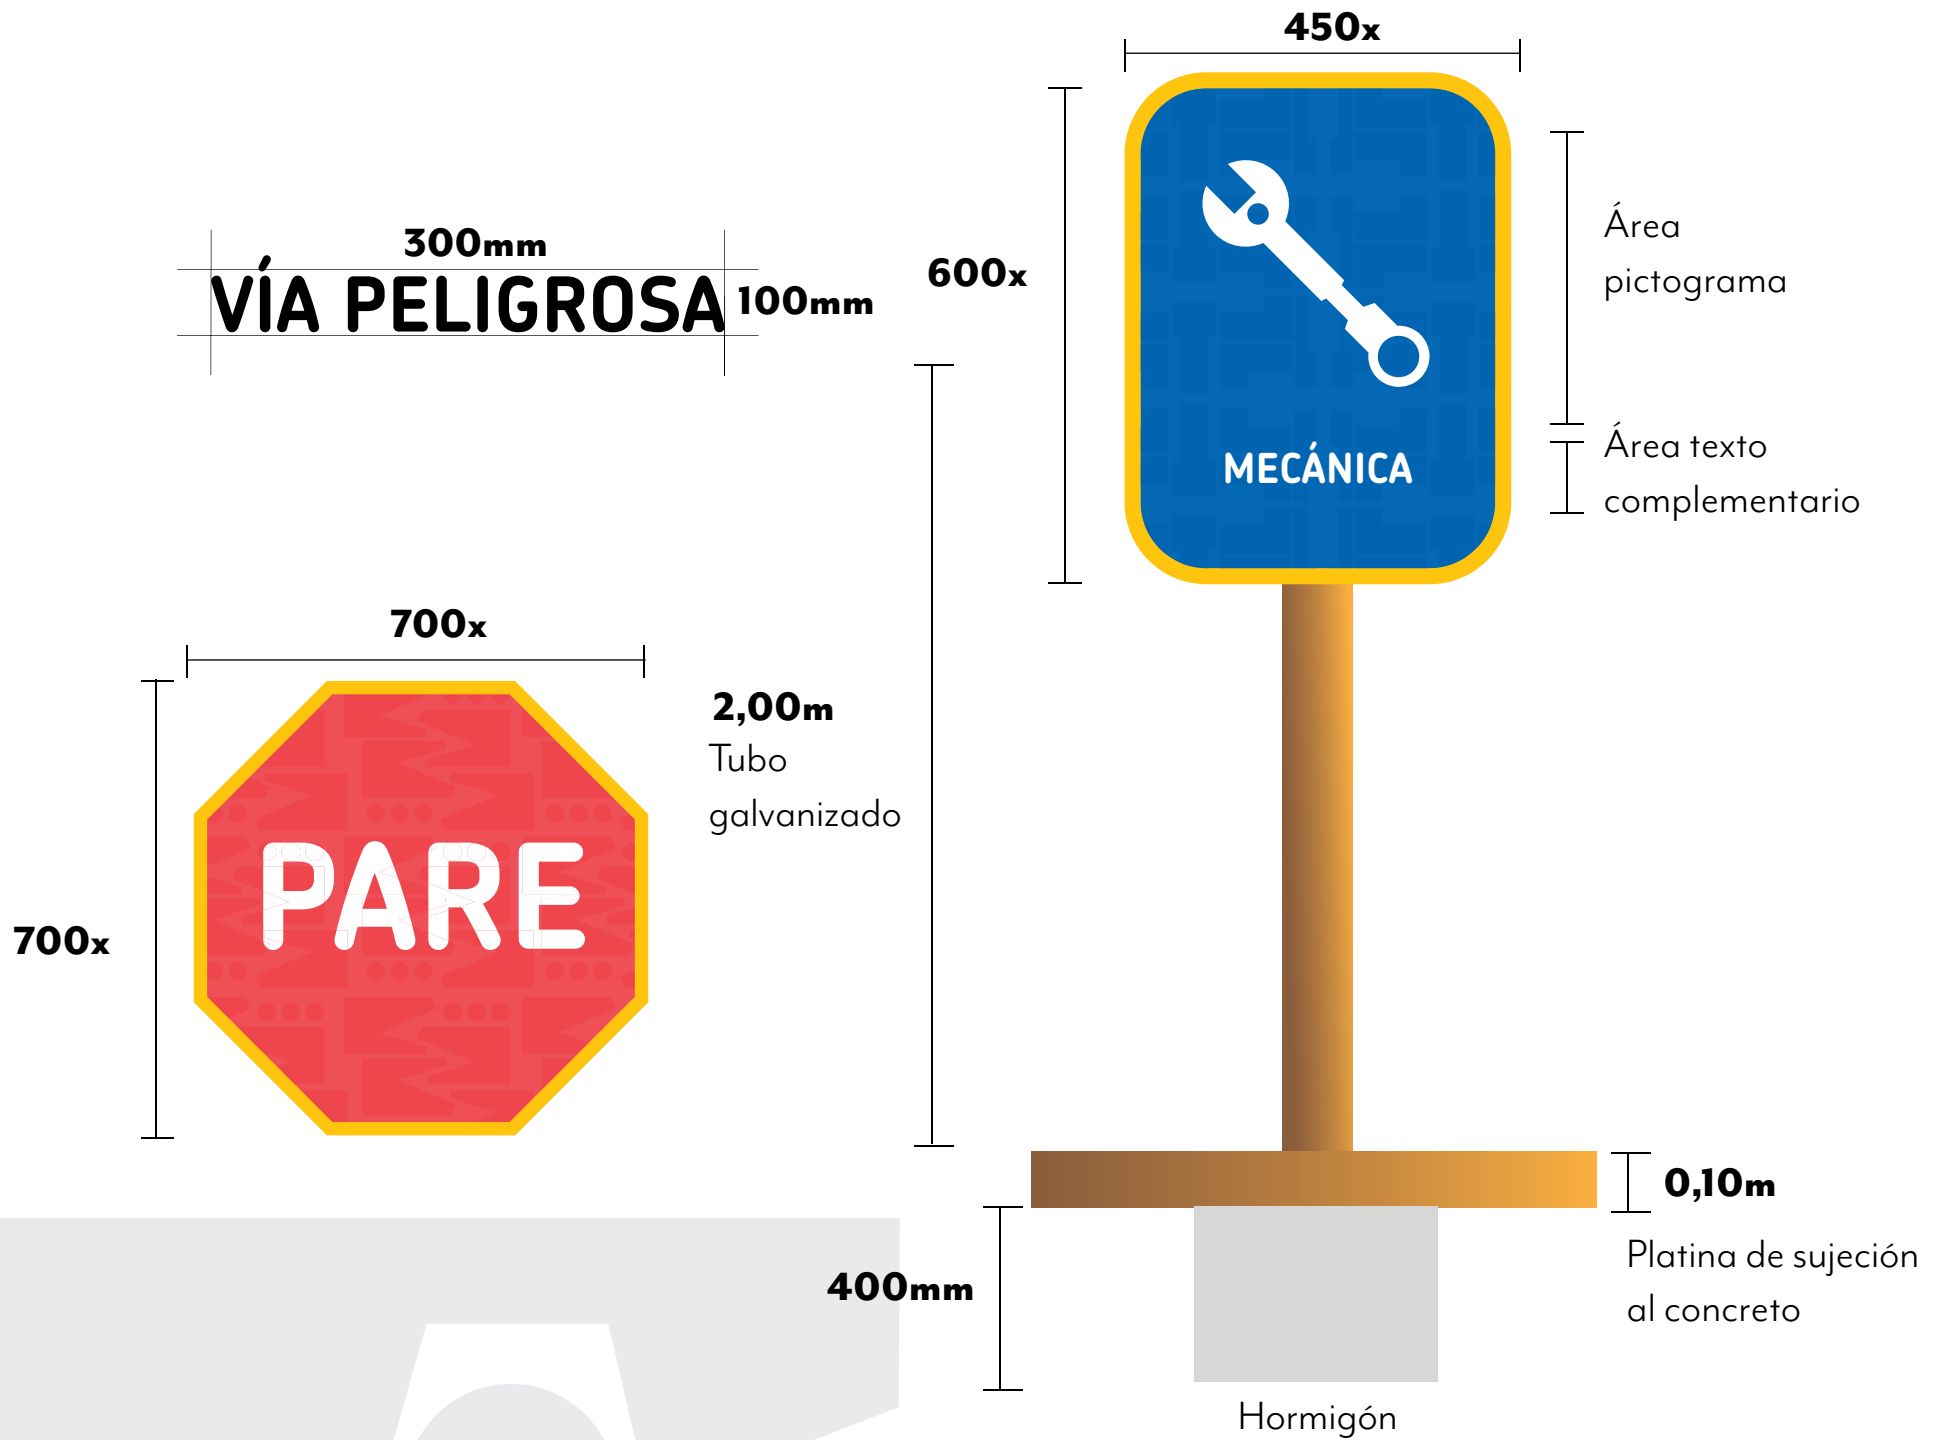 300mm
VÍA PELIGROSA
100mm
700x
700x
PARE
2,00m
Tubo
galvanizado
450x
600x
MECÁNICA
Área
pictograma
Área texto
complementario
0,10m
Platina de sujeción
al concreto
400mm
Hormigón